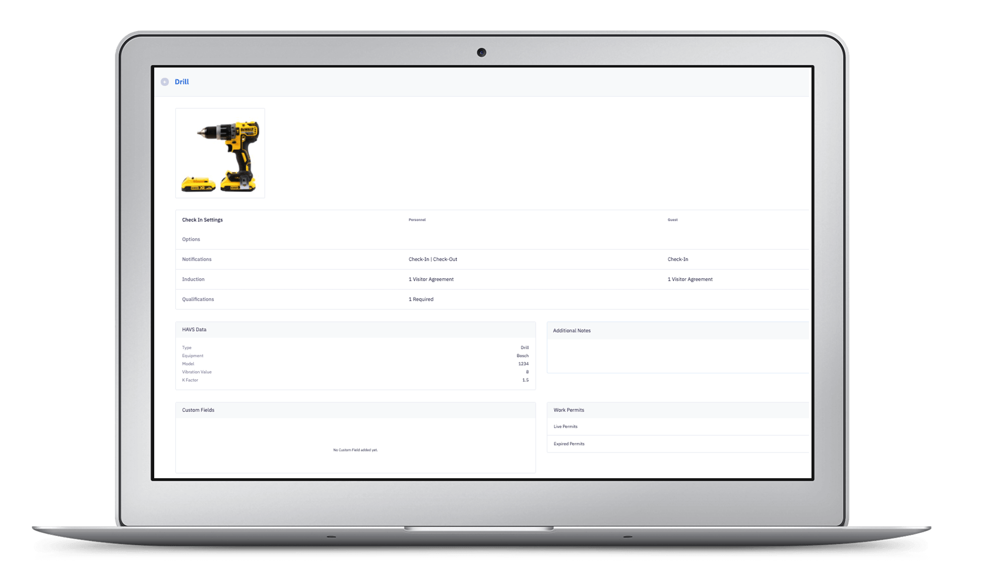 Drill
DEWALT
XR
DEWALT
Check In Settings Personnel Guest
Options
Notifications Check-In | Check-Out Check-In
Induction 1 Visitor Agreement 1 Visitor Agreement
Qualifications 1 Required
HAVS Data
Type Drill
Equipment Bosch
Model 1234
Vibration Value 8
K Factor 1.5
Additional Notes
Custom Fields
No Custom Field added yet.
Work Permits
Live Permits
Expired Permits